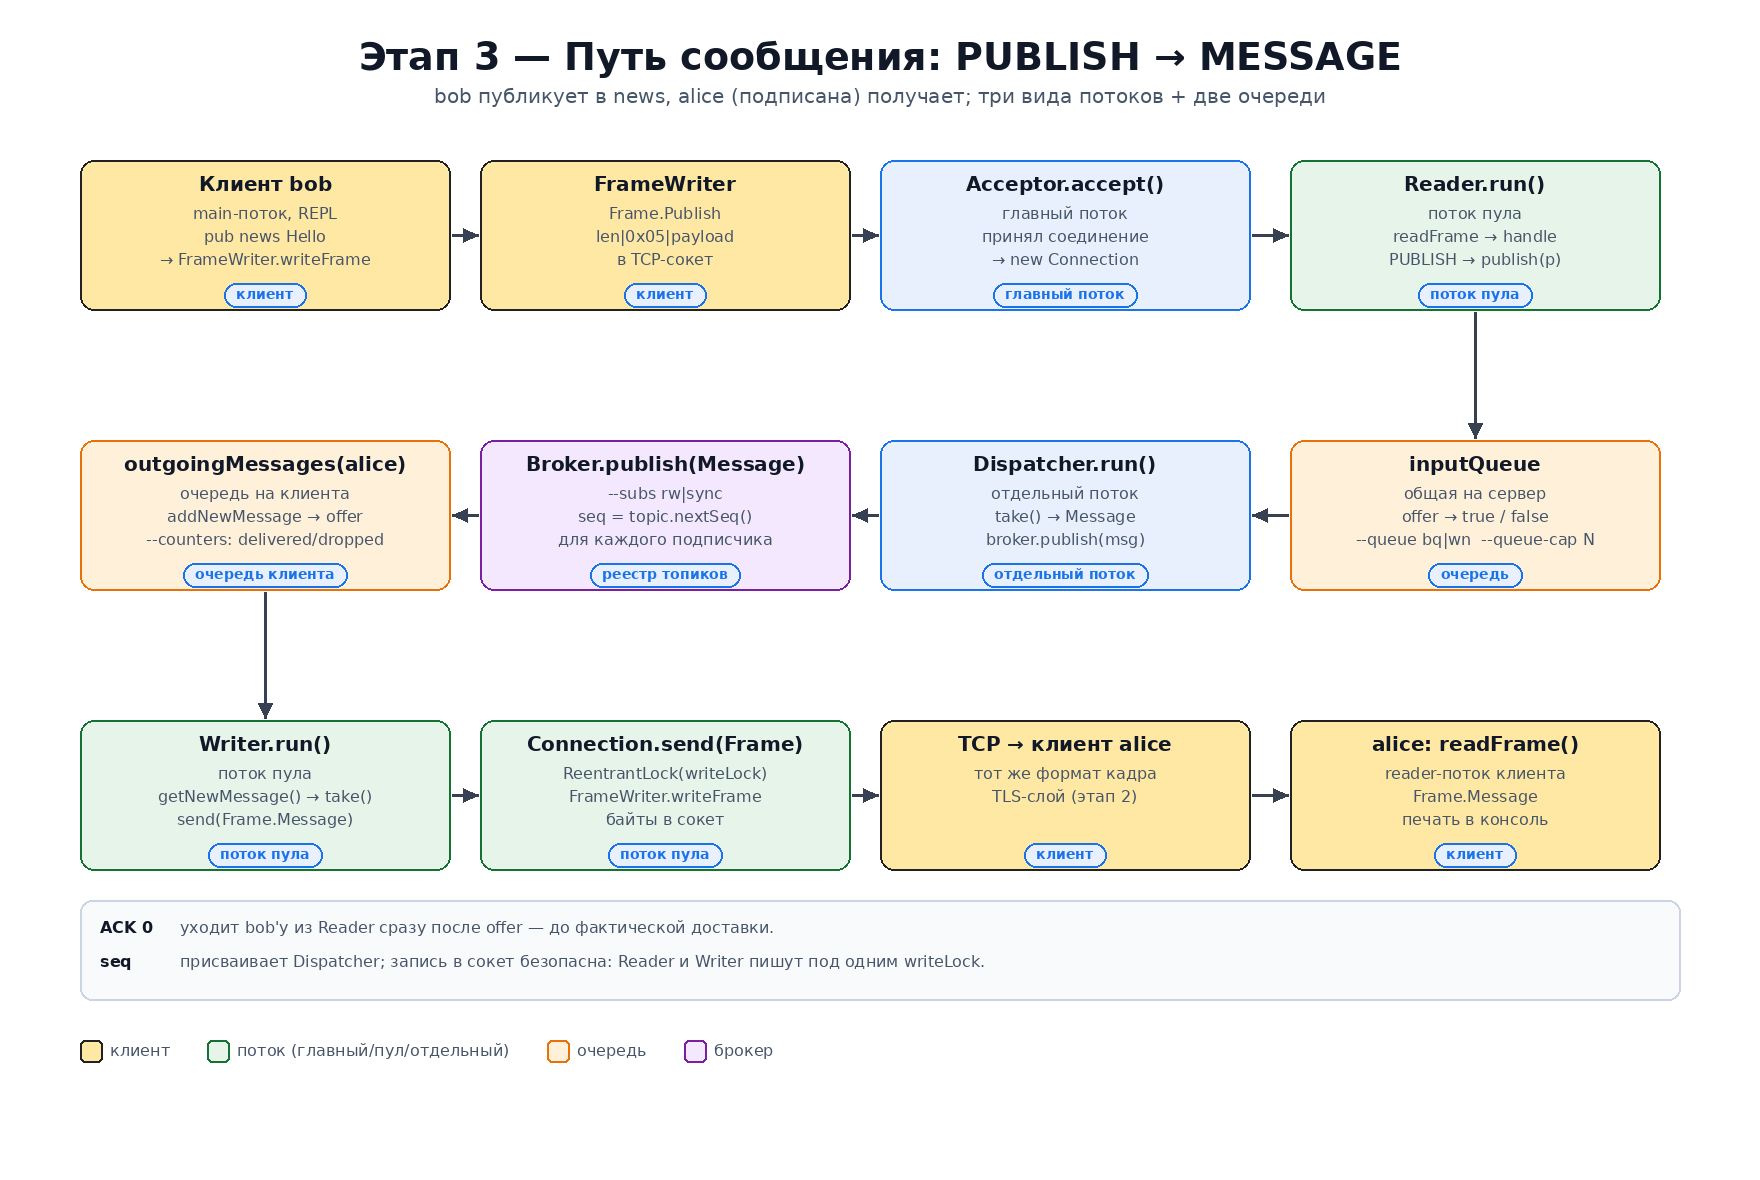 Этап 3 — Путь сообщения: PUBLISH → MESSAGE
bob публикует в news, alice (подписана) получает; три вида потоков + две очереди
Клиент bob
main-поток, REPL
pub news Hello
→ FrameWriter.writeFrame
клиент
FrameWriter
Frame.Publish
len|0x05|payload
в TCP-сокет
клиент
Acceptor.accept()
главный поток
принял соединение
→ new Connection
главный поток
Reader.run()
поток пула
readFrame → handle
PUBLISH → publish(p)
поток пула
outgoingMessages(alice)
очередь на клиента
addNewMessage → offer
--counters: delivered/dropped
очередь клиента
Broker.publish(Message)
--subs rw|sync
seq = topic.nextSeq()
для каждого подписчика
реестр топиков
Dispatcher.run()
отдельный поток
take() → Message
broker.publish(msg)
отдельный поток
inputQueue
общая на сервер
offer → true / false
--queue bq|wn  --queue-cap N
очередь
Writer.run()
поток пула
getNewMessage() → take()
send(Frame.Message)
поток пула
Connection.send(Frame)
ReentrantLock(writeLock)
FrameWriter.writeFrame
байты в сокет
поток пула
TCP → клиент alice
тот же формат кадра
TLS-слой (этап 2)
клиент
alice: readFrame()
reader-поток клиента
Frame.Message
печать в консоль
клиент
ACK 0 уходит bob'у из Reader сразу после offer — до фактической доставки.
seq присваивает Dispatcher; запись в сокет безопасна: Reader и Writer пишут под одним writeLock.
клиент поток (главный/пул/отдельный) очередь брокер